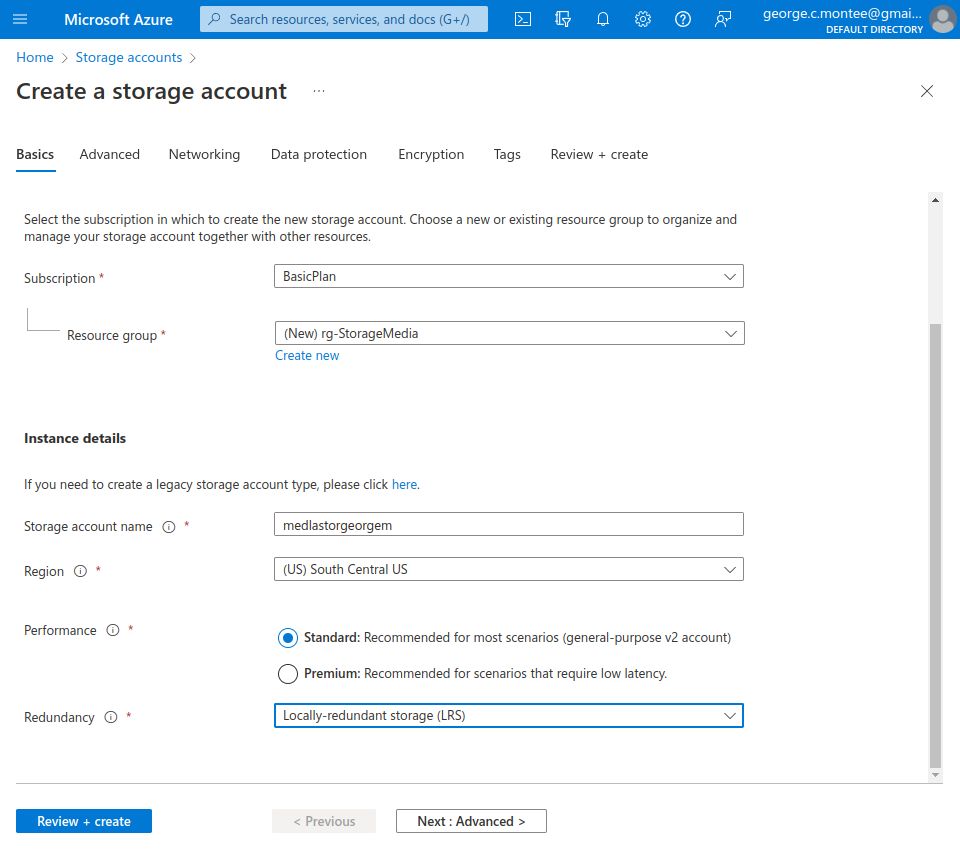 Microsoft Azure
Search resources, services, and docs (G+/)
george.c.montee@gmai...
DEFAULT DIRECTORY
Home > Storage accounts >
Create a storage account ...
Basics Advanced Networking Data protection Encryption Tags Review + create
Select the subscription in which to create the new storage account. Choose a new or existing resource group to organize and
manage your storage account together with other resources.
Subscription * BasicPlan
Resource group * (New) rg-StorageMedia
Create new
Instance details
If you need to create a legacy storage account type, please click here.
Storage account name * medlastorgeorgem
Region * (US) South Central US
Performance *
Standard: Recommended for most scenarios (general-purpose v2 account)
Premium: Recommended for scenarios that require low latency.
Redundancy * Locally-redundant storage (LRS)
Review + create < Previous Next : Advanced >